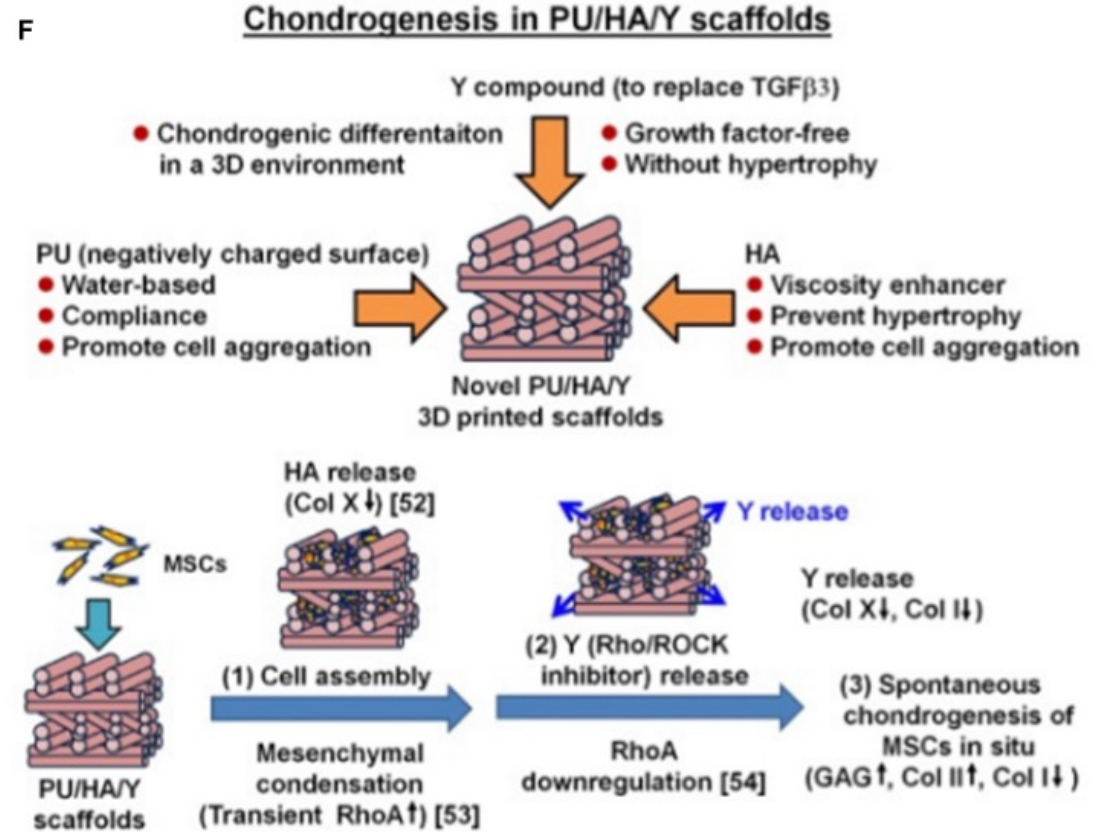 F
Chondrogenesis in PU/HA/Y scaffolds
Y compound (to replace TGFβ3)
● Chondrogenic differentaiton
in a 3D environment
● Growth factor-free
● Without hypertrophy
PU (negatively charged surface)
● Water-based
● Compliance
● Promote cell aggregation
HA
● Viscosity enhancer
● Prevent hypertrophy
● Promote cell aggregation
Novel PU/HA/Y
3D printed scaffolds
MSCs
PU/HA/Y
scaffolds
HA release
(Col X↓) [52]
(1) Cell assembly
Mesenchymal
condensation
(Transient RhoA↑) [53]
Y release
(2) Y (Rho/ROCK
inhibitor) release
RhoA
downregulation [54]
Y release
(Col X↓, Col I↓)
(3) Spontaneous
chondrogenesis of
MSCs in situ
(GAG↑, Col II↑, Col I↓)